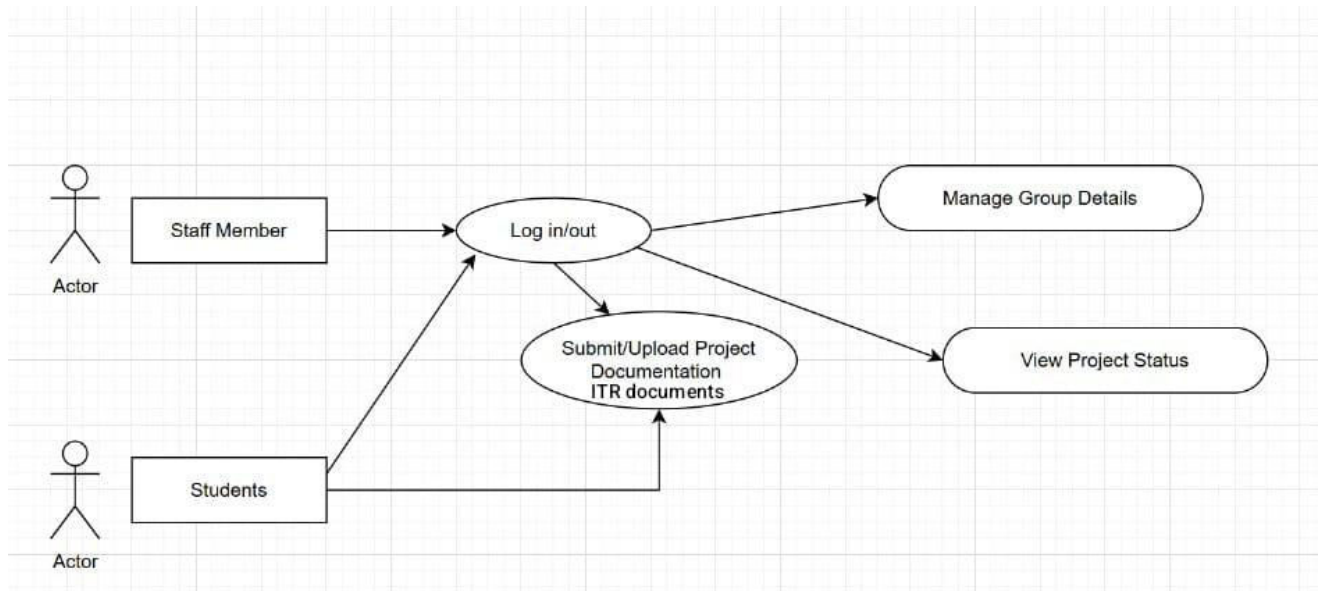 Manage Group Details
Staff Member
Log in/out
Actor
Submit/Upload Project
Documentation
ITR documents
View Project Status
Students
Actor